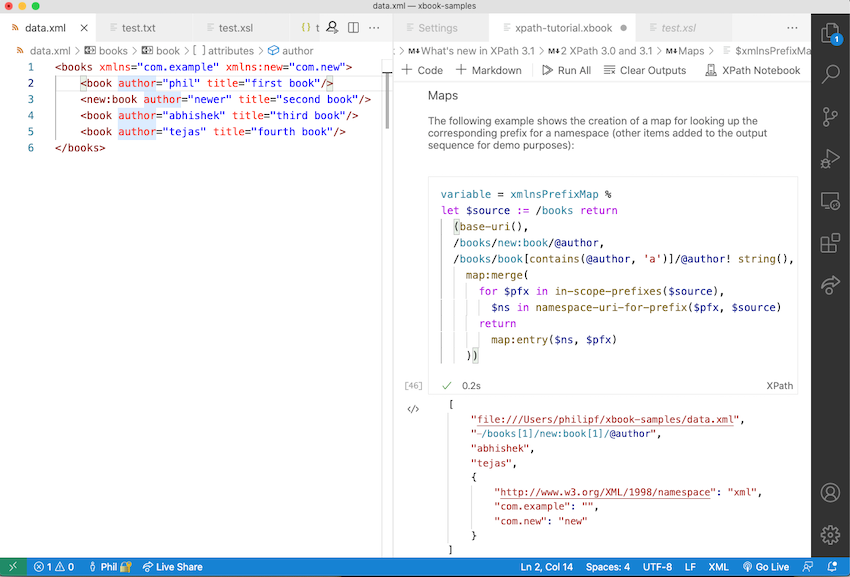 data.xml — xbook-samples
data.xml
test.txt
test.xsl
{ } t
Settings
xpath-tutorial.xbook
test.xsl
data.xml > books > book > [ ] attributes > author
> What's new in XPath 3.1 > M↓2 XPath 3.0 and 3.1 > M↓Maps > $xmlnsPrefixMa
1 <books xmlns="com.example" xmlns:new="com.new">
2 <book author="phil" title="first book"/>
3 <new:book author="newer" title="second book"/>
4 <book author="abhishek" title="third book"/>
5 <book author="tejas" title="fourth book"/>
6 </books>
+ Code + Markdown Run All Clear Outputs XPath Notebook
Maps
The following example shows the creation of a map for looking up the
corresponding prefix for a namespace (other items added to the output
sequence for demo purposes):
variable = xmlnsPrefixMap %
let $source := /books return
(base-uri(),
/books/new:book/@author,
/books/book[contains(@author, 'a')]/@author! string(),
map:merge(
for $pfx in in-scope-prefixes($source),
$ns in namespace-uri-for-prefix($pfx, $source)
return
map:entry($ns, $pfx)
))
[46] ✓ 0.2s XPath
</>
[
"file:///Users/philipf/xbook-samples/data.xml",
"-/books[1]/new:book[1]/@author",
"abhishek",
"tejas",
{
"http://www.w3.org/XML/1998/namespace": "xml",
"com.example": "",
"com.new": "new"
}
]
1
1 0 Phil Live Share
Ln 2, Col 14 Spaces: 4 UTF-8 LF XML Go Live